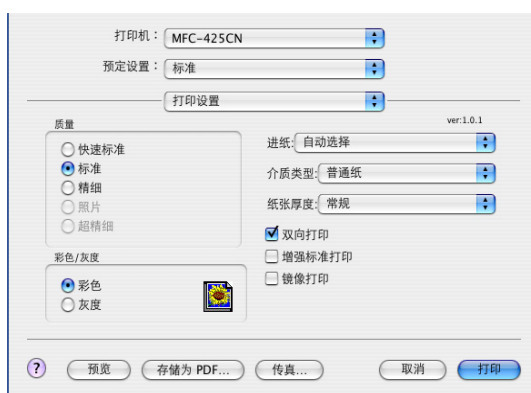 打印机： MFC-425CN
预定设置： 标准
打印设置
ver:1.0.1
质量
快速标准
标准
精细
照片
超精细
彩色/灰度
彩色
灰度
进纸: 自动选择
介质类型: 普通纸
纸张厚度: 常规
双向打印
增强标准打印
镜像打印
? 预览 存储为 PDF... 传真... 取消 打印